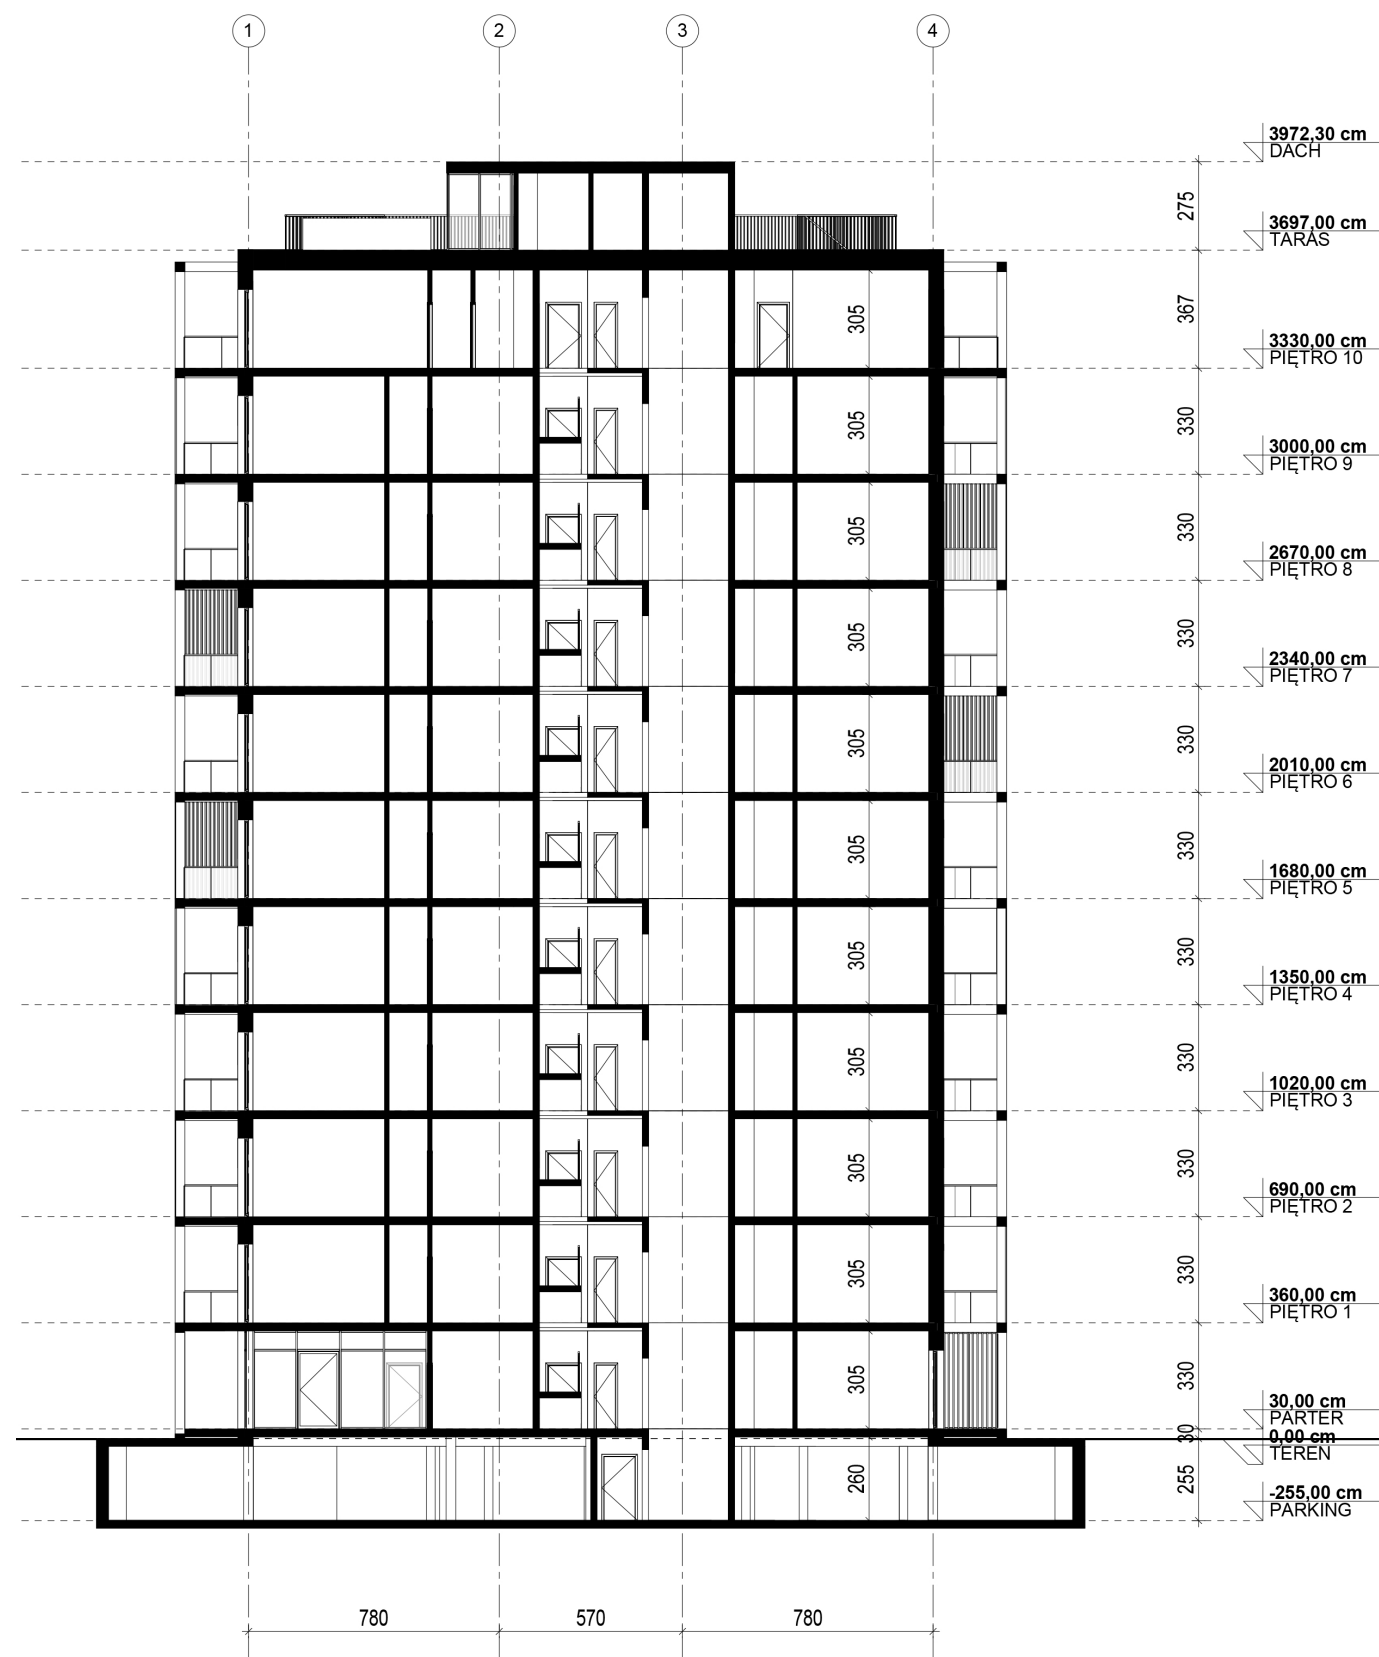 1 2 3 4
3972,30 cm
DACH
275
3697,00 cm
TARAS
367
305
3330,00 cm
PIĘTRO 10
330
305
3000,00 cm
PIĘTRO 9
330
305
2670,00 cm
PIĘTRO 8
330
305
2340,00 cm
PIĘTRO 7
330
305
2010,00 cm
PIĘTRO 6
330
305
1680,00 cm
PIĘTRO 5
330
305
1350,00 cm
PIĘTRO 4
330
305
1020,00 cm
PIĘTRO 3
330
305
690,00 cm
PIĘTRO 2
330
305
360,00 cm
PIĘTRO 1
330
305
30,00 cm
PARTER
30
0,00 cm
TEREN
260
255
-255,00 cm
PARKING
780 570 780